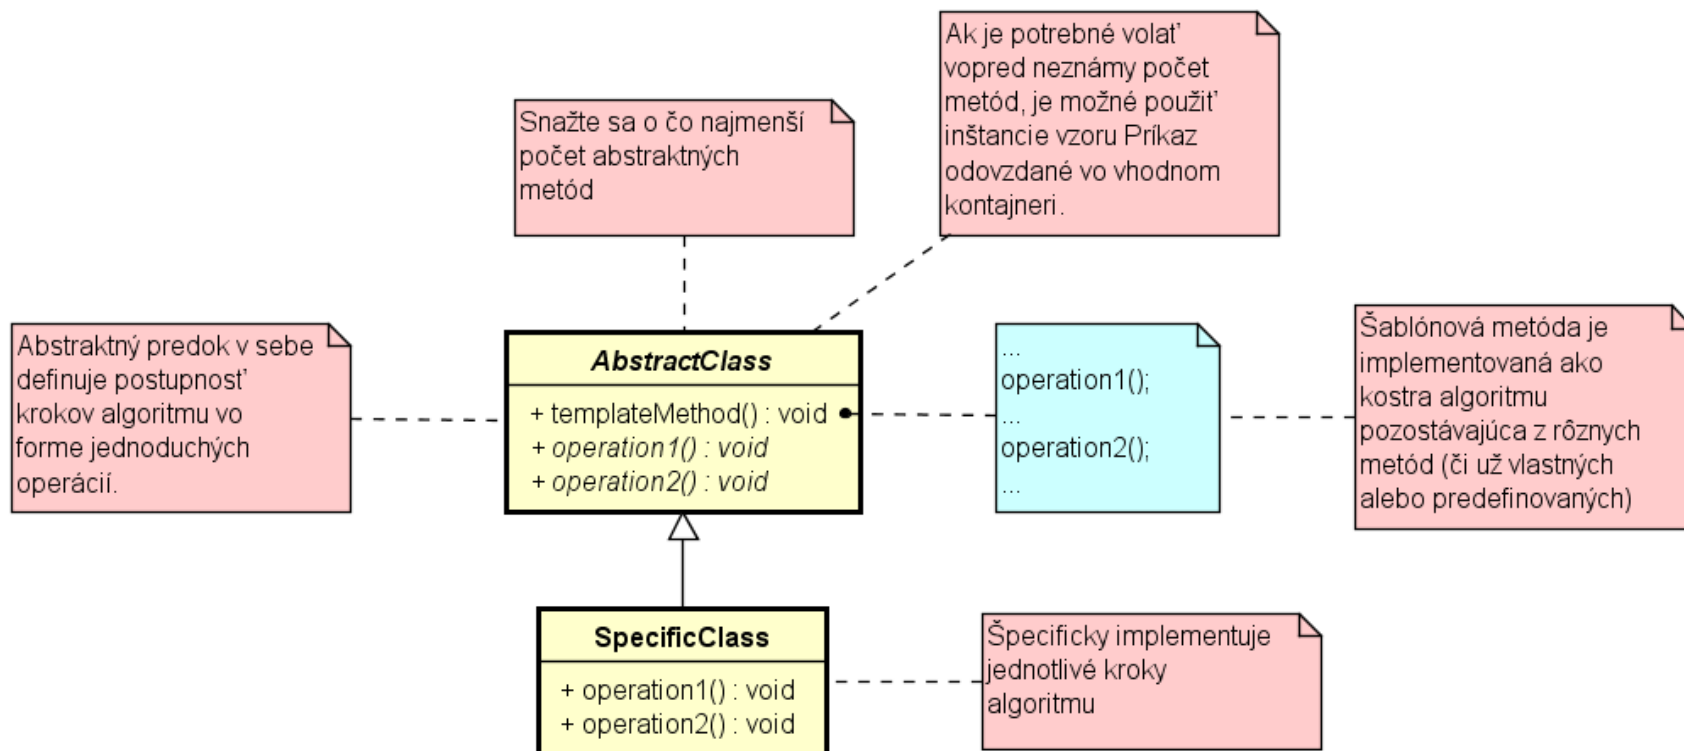 Ak je potrebné volať
vopred neznámy počet
metód, je možné použiť
inštancie vzoru Príkaz
odovzdané vo vhodnom
kontajneri.
Snažte sa o čo najmenší
počet abstraktných
metód
Abstraktný predok v sebe
definuje postupnosť
krokov algoritmu vo
forme jednoduchých
operácií.
AbstractClass
+ templateMethod() : void
+ operation1() : void
+ operation2() : void
...
operation1();
...
operation2();
...
Šablónová metóda je
implementovaná ako
kostra algoritmu
pozostávajúca z rôznych
metód (či už vlastných
alebo predefinovaných)
SpecificClass
+ operation1() : void
+ operation2() : void
Špecificky implementuje
jednotlivé kroky
algoritmu